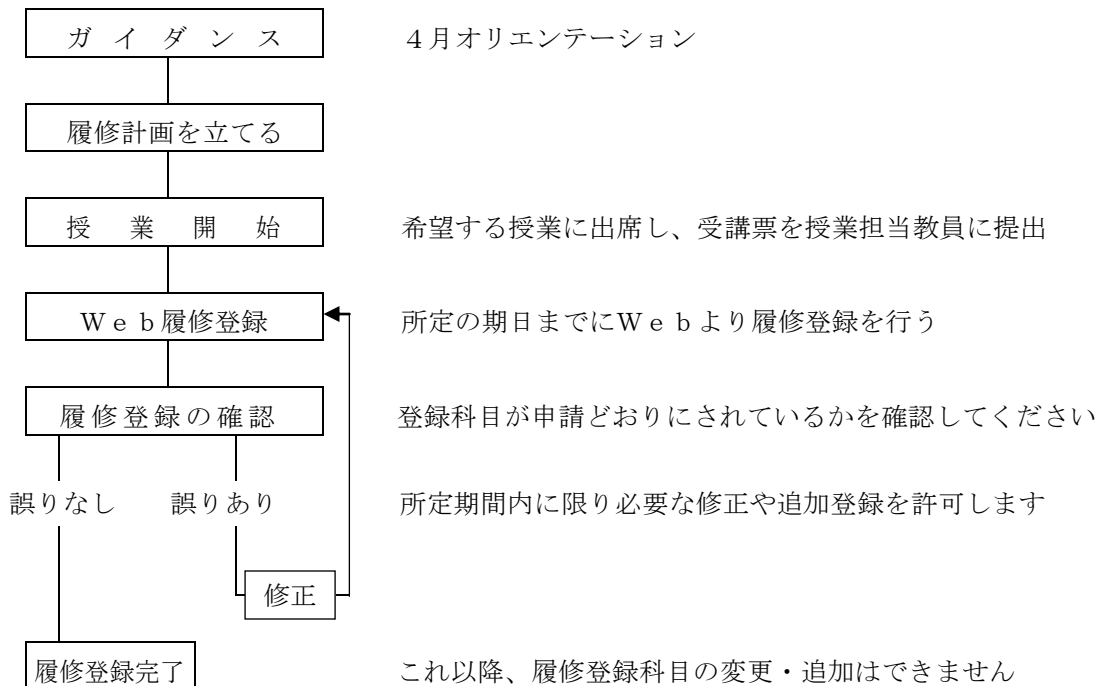 ガイダンス　４月オリエンテーション
履修計画を立てる
授業開始　希望する授業に出席し、受講票を授業担当教員に提出
Ｗｅｂ履修登録　所定の期日までにＷｅｂより履修登録を行う
履修登録の確認　登録科目が申請どおりにされているかを確認してください
誤りなし　誤りあり　所定期間内に限り必要な修正や追加登録を許可します
修正
履修登録完了　これ以降、履修登録科目の変更・追加はできません